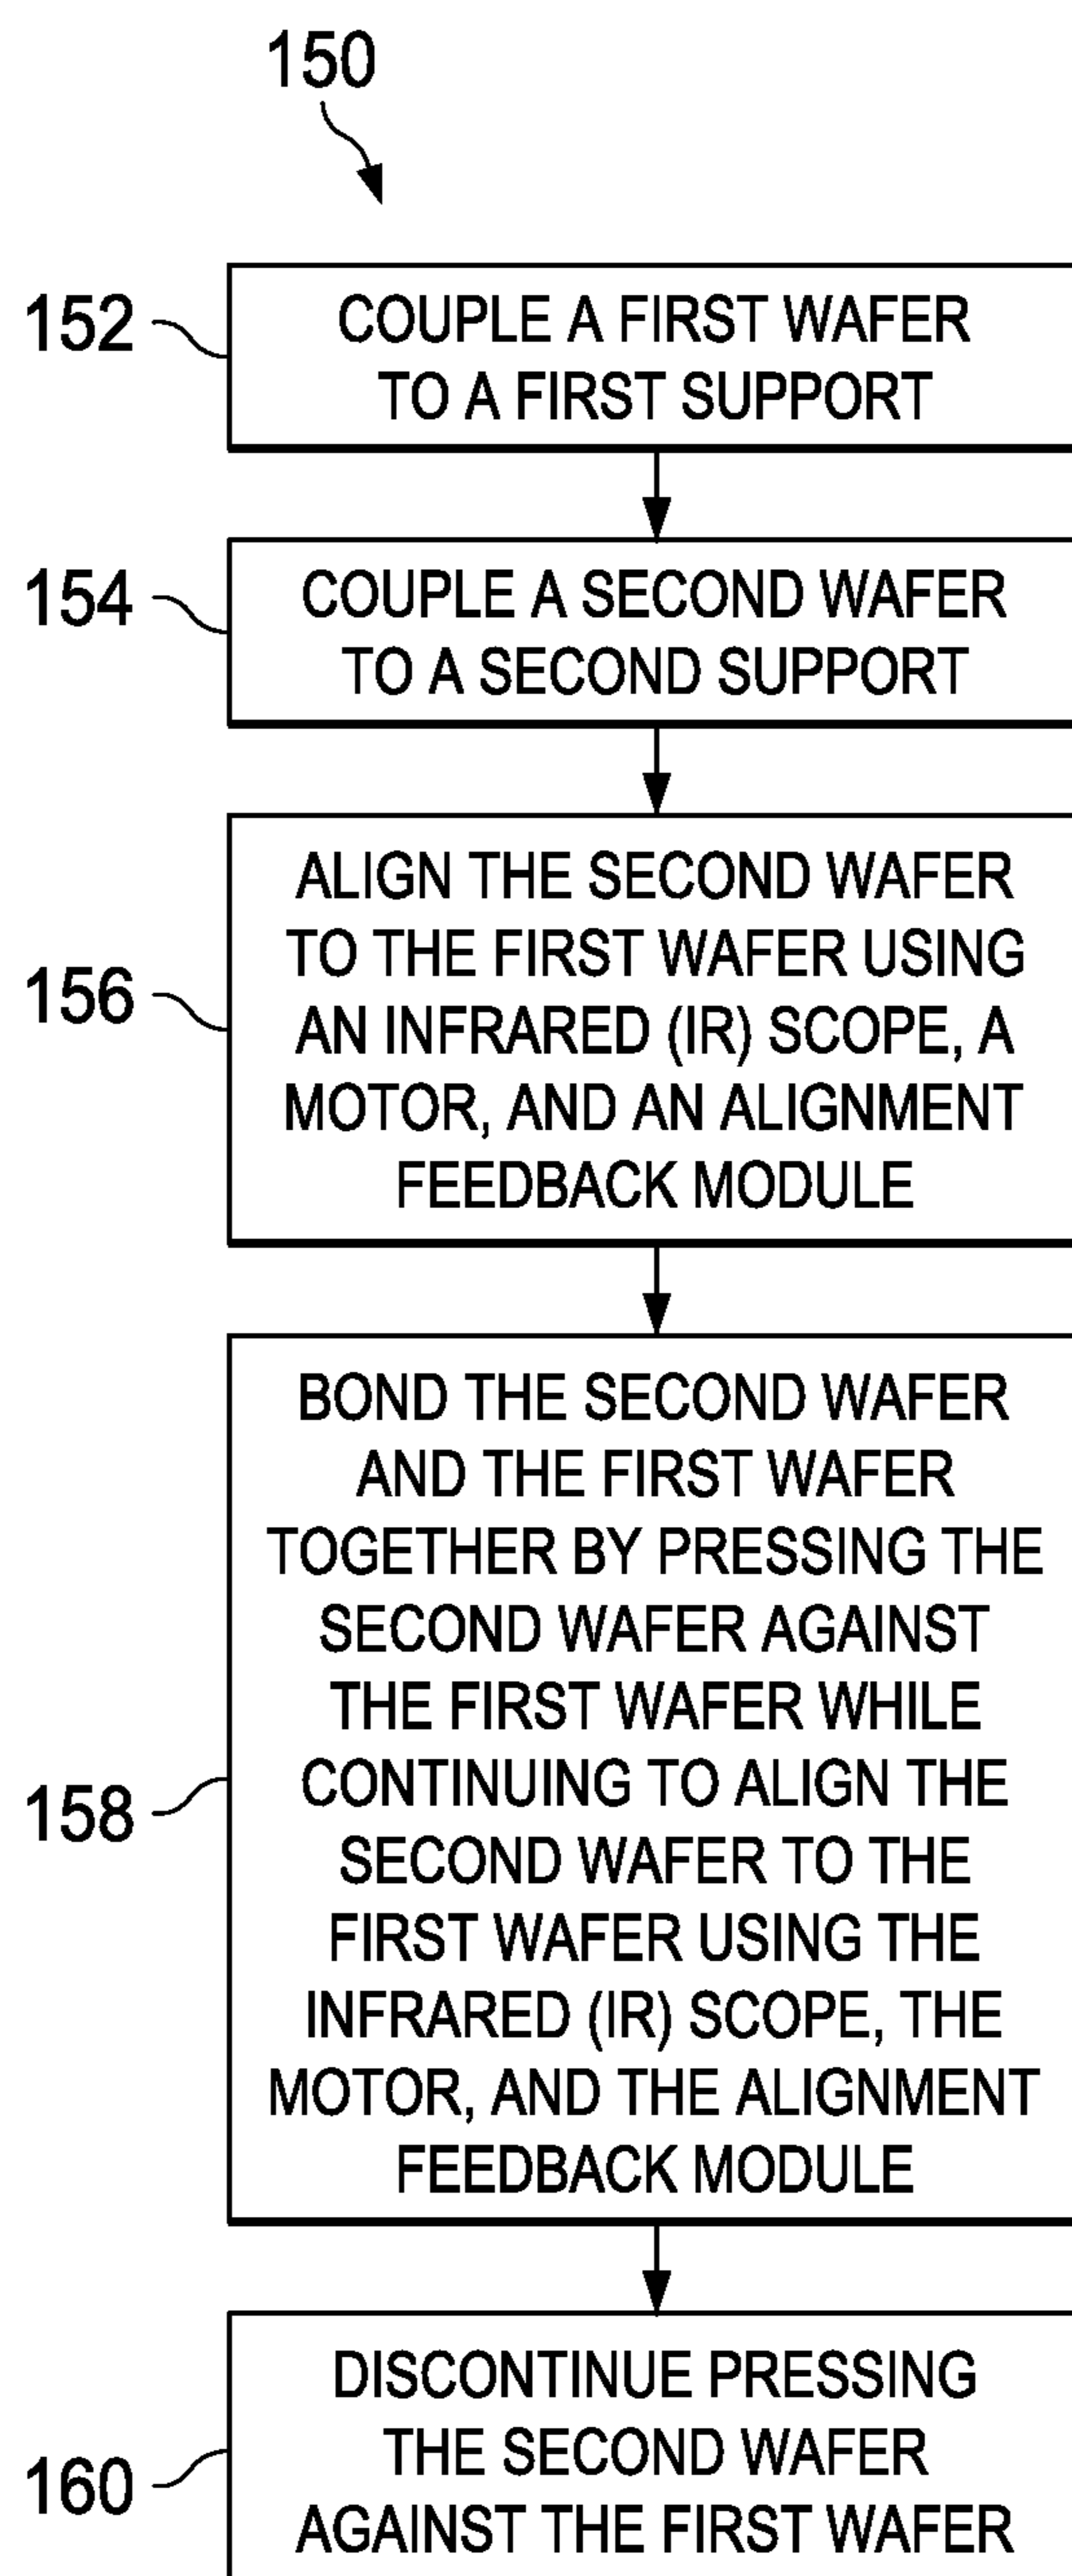 150
152
COUPLE A FIRST WAFER
TO A FIRST SUPPORT
154
COUPLE A SECOND WAFER
TO A SECOND SUPPORT
156
ALIGN THE SECOND WAFER
TO THE FIRST WAFER USING
AN INFRARED (IR) SCOPE, A
MOTOR, AND AN ALIGNMENT
FEEDBACK MODULE
158
BOND THE SECOND WAFER
AND THE FIRST WAFER
TOGETHER BY PRESSING THE
SECOND WAFER AGAINST
THE FIRST WAFER WHILE
CONTINUING TO ALIGN THE
SECOND WAFER TO THE
FIRST WAFER USING THE
INFRARED (IR) SCOPE, THE
MOTOR, AND THE ALIGNMENT
FEEDBACK MODULE
160
DISCONTINUE PRESSING
THE SECOND WAFER
AGAINST THE FIRST WAFER